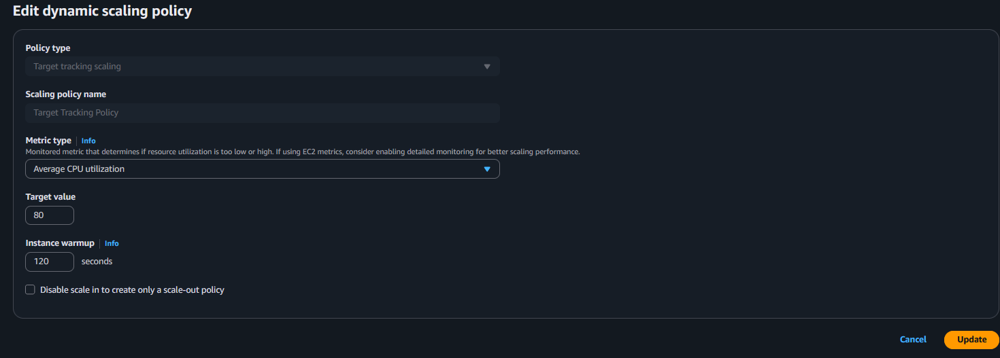 Edit dynamic scaling policy
Policy type
Target tracking scaling
Scaling policy name
Target Tracking Policy
Metric type Info
Monitored metric that determines if resource utilization is too low or high. If using EC2 metrics, consider enabling detailed monitoring for better scaling performance.
Average CPU utilization
Target value
80
Instance warmup Info
120 seconds
Disable scale in to create only a scale-out policy
Cancel Update